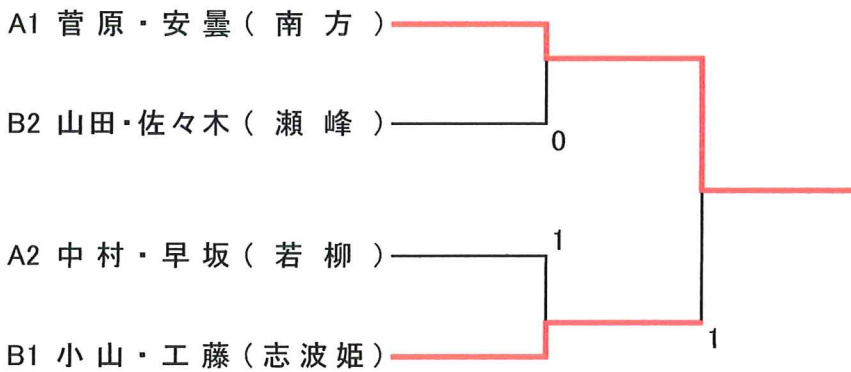 A1 菅原・安曇(南方)
B2 山田・佐々木(瀬峰)
0
A2 中村・早坂(若柳)
1
B1 小山・工藤(志波姫)
1